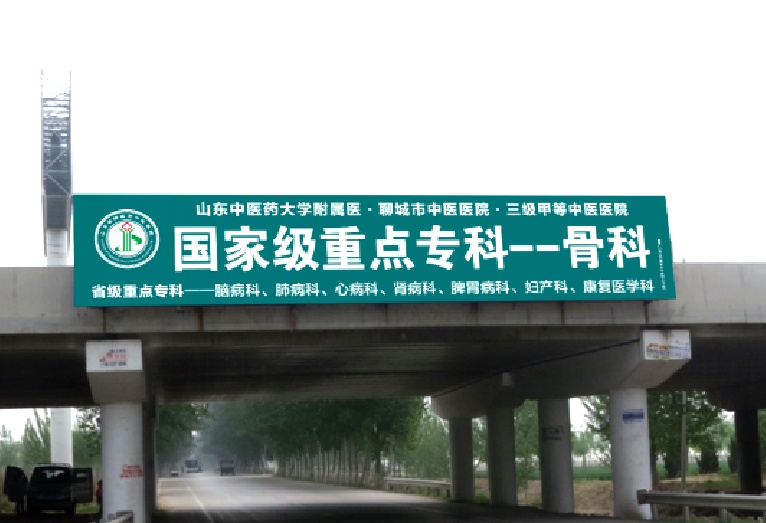 山东中医药大学附属医·聊城市中医医院·三级甲等中医医院
国家级重点专科--骨科
省级重点专科——脑病科、肺病科、心病科、肾病科、脾胃病科、妇产科、康复医学科